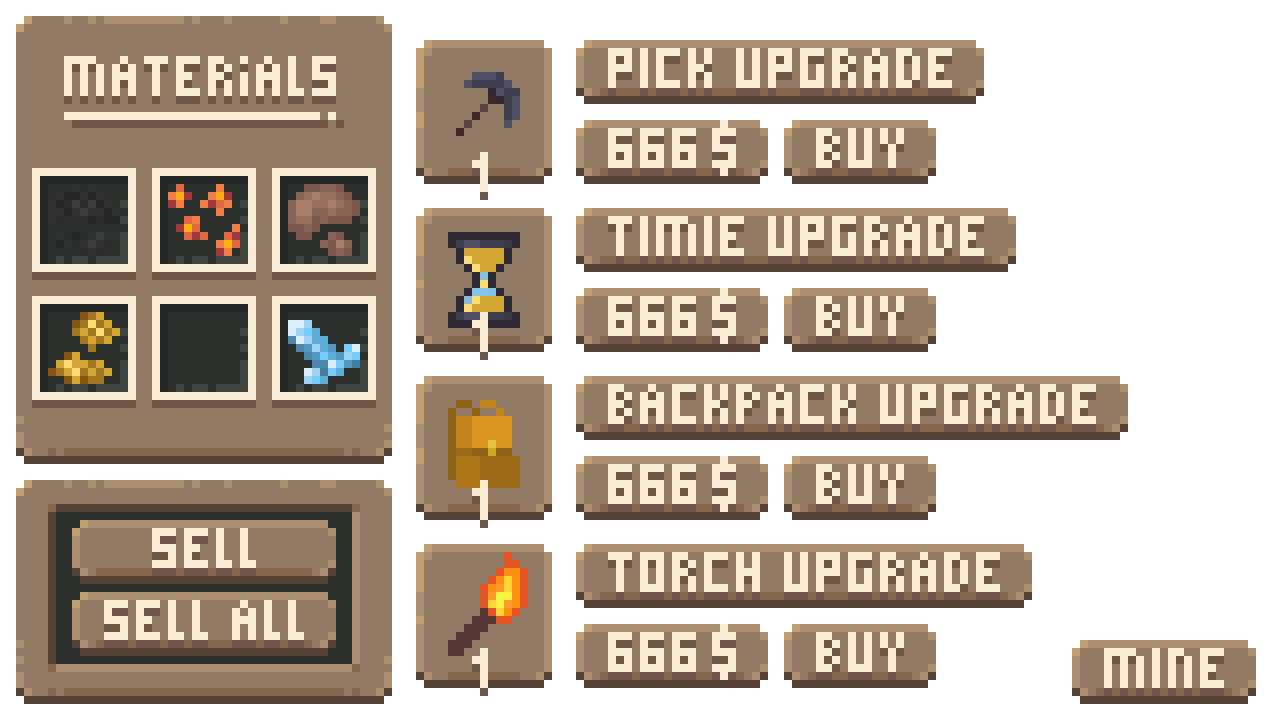 MATERIALS
SELL
SELL ALL
PICK UPGRADE
1
666$
BUY
TIMIE UPGRADE
1
666$
BUY
BACKPACK UPGRADE
1
666$
BUY
TORCH UPGRADE
1
666$
BUY
MINE